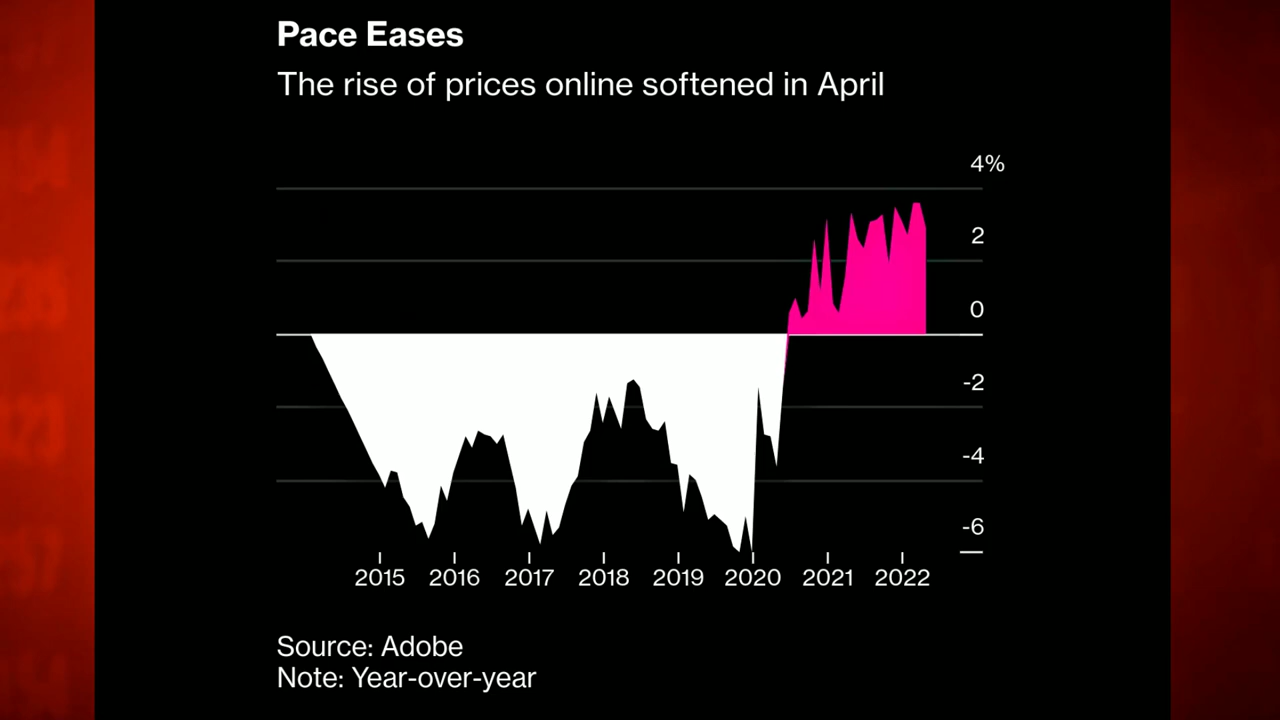 Pace Eases
The rise of prices online softened in April
4%
2
0
-2
-4
-6
2015 2016 2017 2018 2019 2020 2021 2022
Source: Adobe
Note: Year-over-year